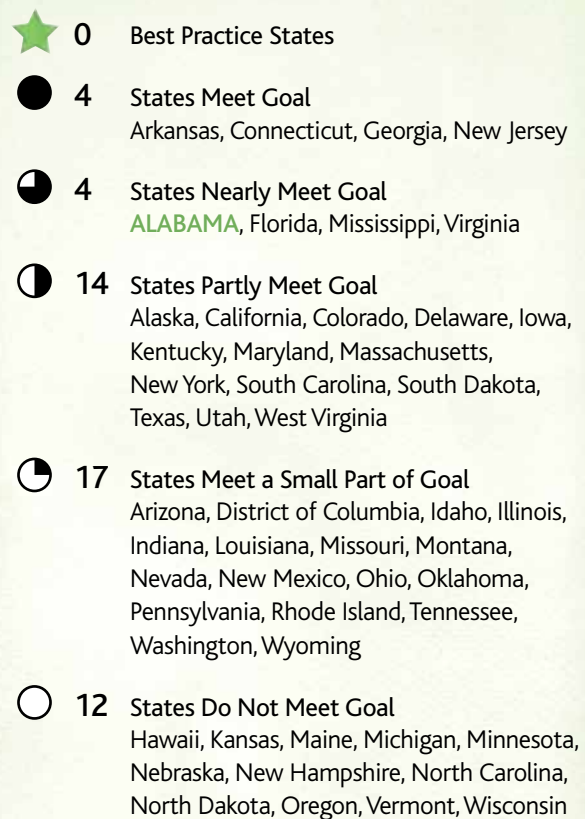 0 Best Practice States
4 States Meet Goal
Arkansas, Connecticut, Georgia, New Jersey
4 States Nearly Meet Goal
ALABAMA, Florida, Mississippi, Virginia
14 States Partly Meet Goal
Alaska, California, Colorado, Delaware, Iowa,
Kentucky, Maryland, Massachusetts,
New York, South Carolina, South Dakota,
Texas, Utah, West Virginia
17 States Meet a Small Part of Goal
Arizona, District of Columbia, Idaho, Illinois,
Indiana, Louisiana, Missouri, Montana,
Nevada, New Mexico, Ohio, Oklahoma,
Pennsylvania, Rhode Island, Tennessee,
Washington, Wyoming
12 States Do Not Meet Goal
Hawaii, Kansas, Maine, Michigan, Minnesota,
Nebraska, New Hampshire, North Carolina,
North Dakota, Oregon, Vermont, Wisconsin